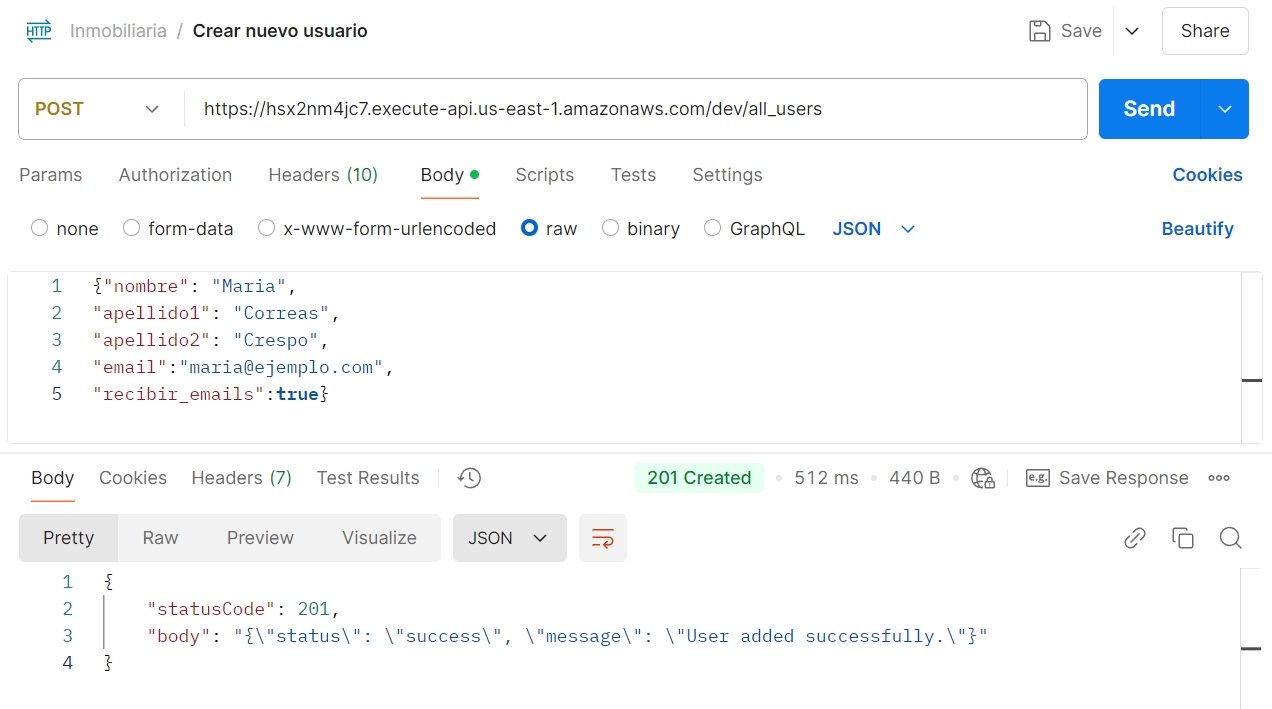 HTTP Inmobiliaria / Crear nuevo usuario Save Share
POST https://hsx2nm4jc7.execute-api.us-east-1.amazonaws.com/dev/all_users Send
Params Authorization Headers (10) Body Scripts Tests Settings Cookies
none form-data x-www-form-urlencoded raw binary GraphQL JSON Beautify
1 {"nombre": "Maria",
2 "apellido1": "Correas",
3 "apellido2": "Crespo",
4 "email":"maria@ejemplo.com",
5 "recibir_emails":true}
Body Cookies Headers (7) Test Results 201 Created • 512 ms • 440 B • e.g. Save Response
Pretty Raw Preview Visualize JSON
1 {
2 "statusCode": 201,
3 "body": "{\"status\": \"success\", \"message\": \"User added successfully.\"}"
4 }